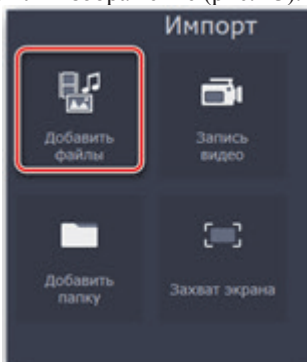 Импорт
Добавить
файлы
Запись
видео
Добавить
папку
Захват экрана